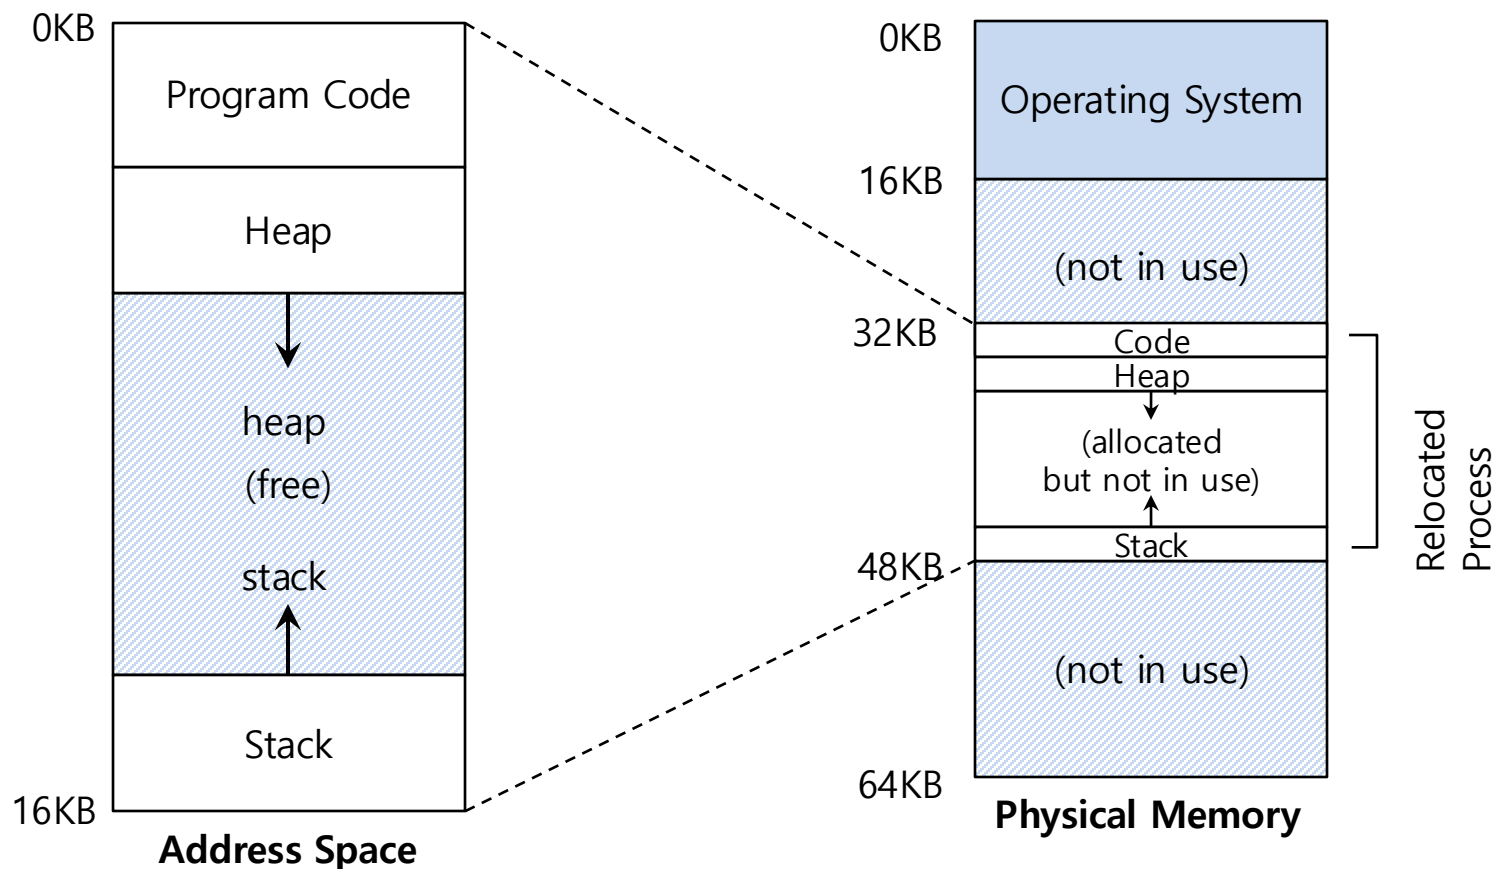 0KB
Program Code
Heap
heap
(free)
stack
Stack
16KB
Address Space
0KB
Operating System
16KB
(not in use)
32KB
Code
Heap
(allocated
but not in use)
Stack
48KB
(not in use)
64KB
Physical Memory
Relocated
Process